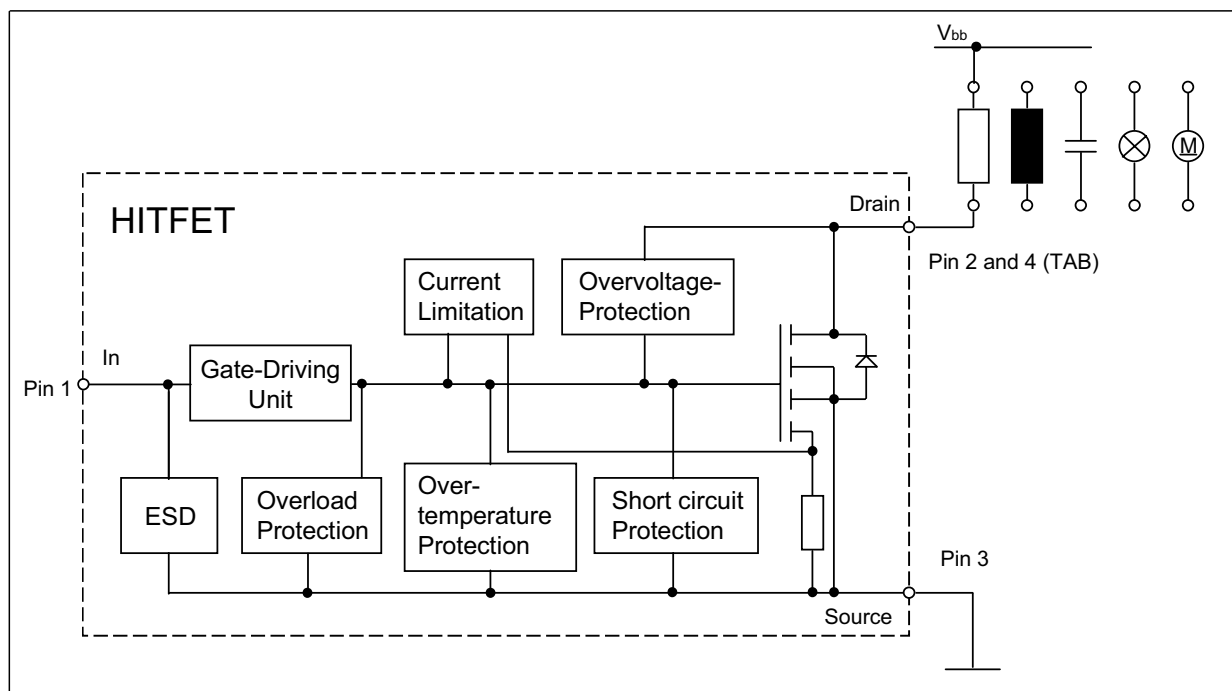 Vbb
HITFET
Drain
Pin 2 and 4 (TAB)
Current
Limitation
Overvoltage-
Protection
In
Pin 1
Gate-Driving
Unit
M
ESD
Overload
Protection
Over-
temperature
Protection
Short circuit
Protection
Pin 3
Source